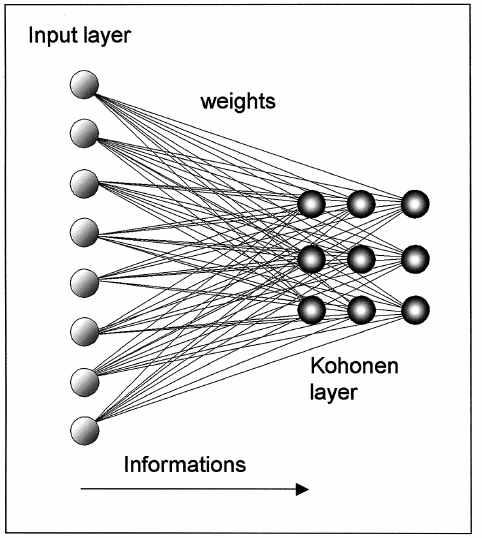 Input layer
weights
Kohonen
layer
Informations